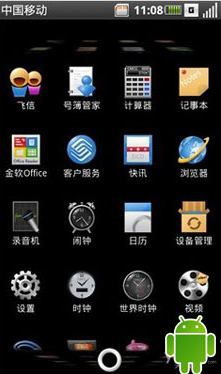 中国移动 11:08
飞信 号簿管家 计算器 记事本
金软Office 客户服务 快讯 浏览器
录音机 闹钟 日历 设备管理
设置 时钟 世界时钟 视频